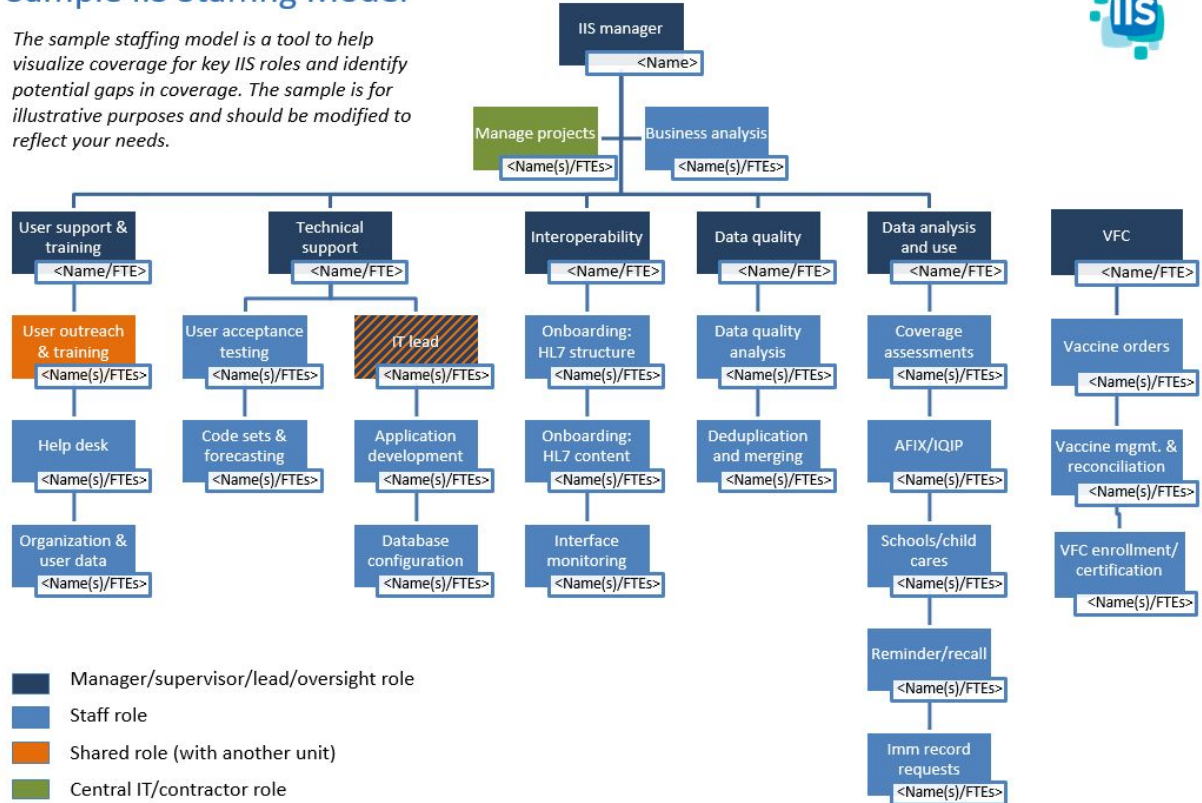 Sample IIS Staffing Model
The sample staffing model is a tool to help
visualize coverage for key IIS roles and identify
potential gaps in coverage. The sample is for
illustrative purposes and should be modified to
reflect your needs.
IIS
IIS manager
<Name>
Manage projects
<Name(s)/FTEs>
Business analysis
<Name(s)/FTEs>
User support &
training
<Name/FTE>
Technical
support
<Name/FTE>
Interoperability
<Name/FTE>
Data quality
<Name/FTE>
Data analysis
and use
<Name/FTE>
VFC
<Name/FTE>
User outreach
& training
<Name(s)/FTEs>
User acceptance
testing
<Name(s)/FTEs>
IT lead
<Name(s)/FTEs>
Onboarding:
HL7 structure
<Name(s)/FTEs>
Data quality
analysis
<Name(s)/FTEs>
Coverage
assessments
<Name(s)/FTEs>
Vaccine orders
<Name(s)/FTEs>
Help desk
<Name(s)/FTEs>
Code sets &
forecasting
<Name(s)/FTEs>
Application
development
<Name(s)/FTEs>
Onboarding:
HL7 content
<Name(s)/FTEs>
Deduplication
and merging
<Name(s)/FTEs>
AFIX/IQIP
<Name(s)/FTEs>
Vaccine mgmt. &
reconciliation
<Name(s)/FTEs>
Organization &
user data
<Name(s)/FTEs>
Database
configuration
<Name(s)/FTEs>
Interface
monitoring
<Name(s)/FTEs>
Schools/child
cares
<Name(s)/FTEs>
VFC enrollment/
certification
<Name(s)/FTEs>
Reminder/recall
<Name(s)/FTEs>
Imm record
requests
<Name(s)/FTEs>
Manager/supervisor/lead/oversight role
Staff role
Shared role (with another unit)
Central IT/contractor role